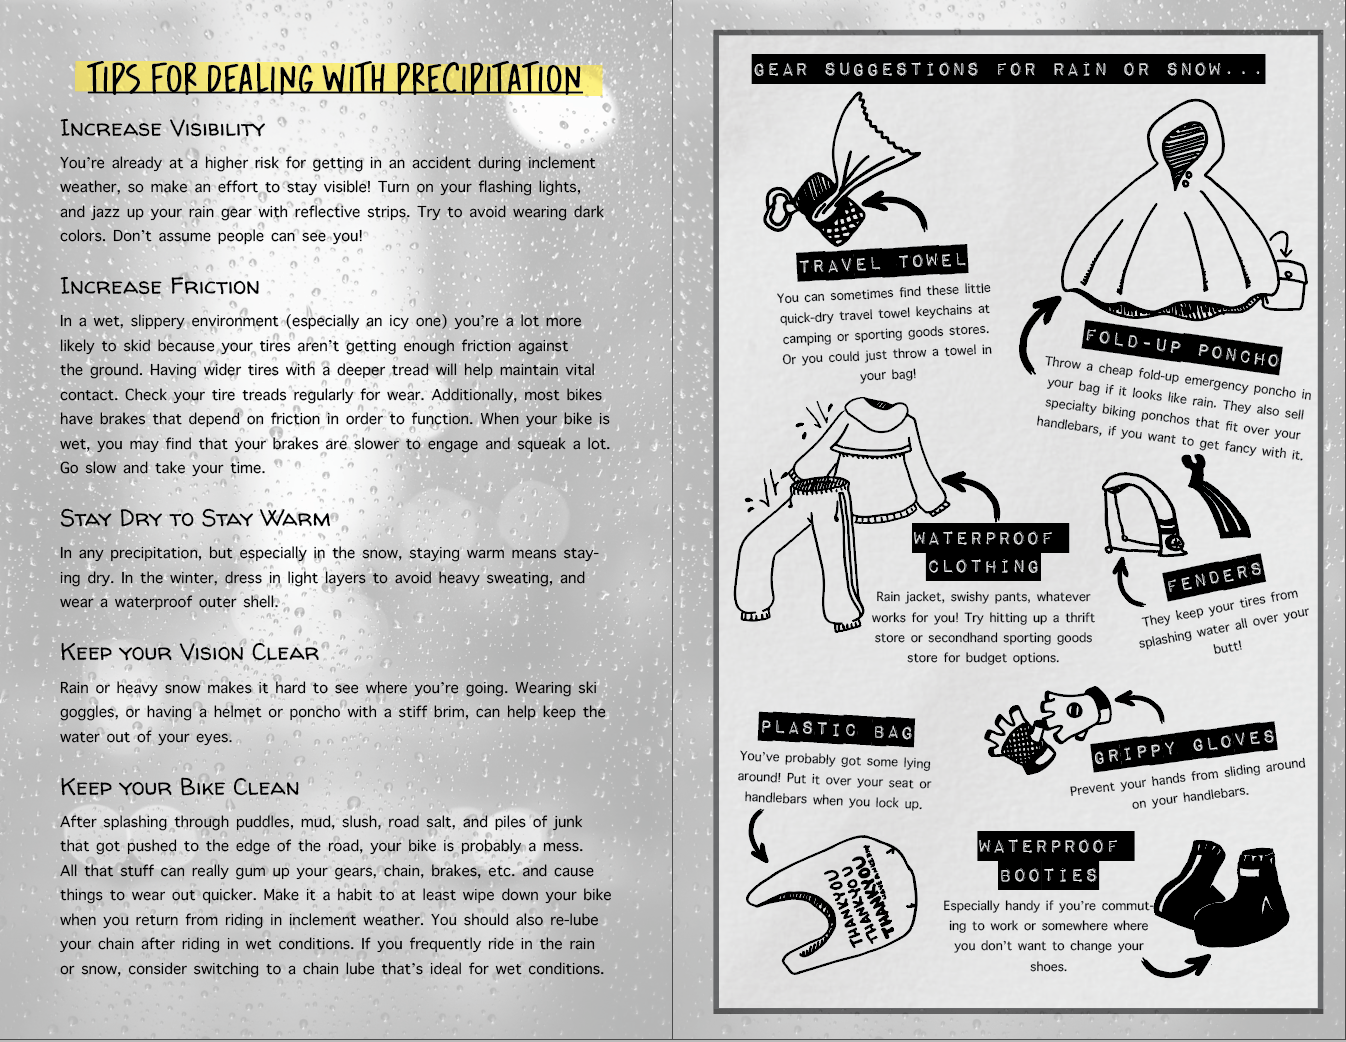 TIPS FOR DEALING WITH PRECIPITATION
INCREASE VISIBILITY
You're already at a higher risk for getting in an accident during inclement
weather, so make an effort to stay visible! Turn on your flashing lights,
and jazz up your rain gear with reflective strips. Try to avoid wearing dark
colors. Don't assume people can see you!
INCREASE FRICTION
In a wet, slippery environment (especially an icy one) you're a lot more
likely to skid because your tires aren't getting enough friction against
the ground. Having wider tires with a deeper tread will help maintain vital
contact. Check your tire treads regularly for wear. Additionally, most bikes
have brakes that depend on friction in order to function. When your bike is
wet, you may find that your brakes are slower to engage and squeak a lot.
Go slow and take your time.
STAY DRY TO STAY WARM
In any precipitation, but especially in the snow, staying warm means stay-
ing dry. In the winter, dress in light layers to avoid heavy sweating, and
wear a waterproof outer shell.
KEEP YOUR VISION CLEAR
Rain or heavy snow makes it hard to see where you're going. Wearing ski
goggles, or having a helmet or poncho with a stiff brim, can help keep the
water out of your eyes.
KEEP YOUR BIKE CLEAN
After splashing through puddles, mud, slush, road salt, and piles of junk
that got pushed to the edge of the road, your bike is probably a mess.
All that stuff can really gum up your gears, chain, brakes, etc. and cause
things to wear out quicker. Make it a habit to at least wipe down your bike
when you return from riding in inclement weather. You should also re-lube
your chain after riding in wet conditions. If you frequently ride in the rain
or snow, consider switching to a chain lube that's ideal for wet conditions.
GEAR SUGGESTIONS FOR RAIN OR SNOW...
TRAVEL TOWEL
You can sometimes find these little
quick-dry travel towel keychains at
camping or sporting goods stores.
Or you could just throw a towel in
your bag!
FOLD-UP PONCHO
Throw a cheap fold-up emergency poncho in
your bag if it looks like rain. They also sell
specialty biking ponchos that fit over your
handlebars, if you want to get fancy with it.
WATERPROOF
CLOTHING
Rain jacket, swishy pants, whatever
works for you! Try hitting up a thrift
store or secondhand sporting goods
store for budget options.
FENDERS
They keep your tires from
splashing water all over your
butt!
PLASTIC BAG
You've probably got some lying
around! Put it over your seat or
handlebars when you lock up.
GRIPPY GLOVES
Prevent your hands from sliding around
on your handlebars.
THANKYOU
THANKYOU
THANKYOU
WATERPROOF
BOOTIES
Especially handy if you're commut-
ing to work or somewhere where
you don't want to change your
shoes.